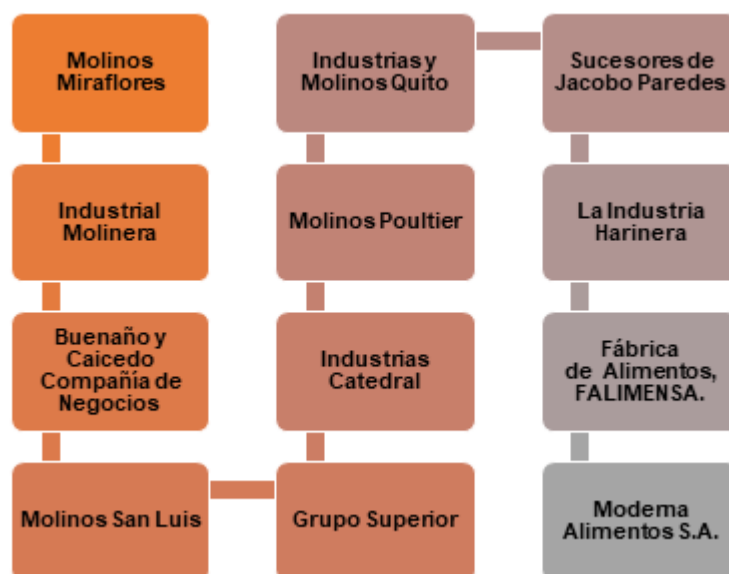 Molinos
Miraflores
Industrial
Molinera
Buenaño y
Caicedo
Compañía de
Negocios
Molinos San Luis
Grupo Superior
Industrias
Catedral
Molinos Poultier
Industrias y
Molinos Quito
Sucesores de
Jacobo Paredes
La Industria
Harinera
Fábrica
de Alimentos,
FALIMENSA.
Moderna
Alimentos S.A.